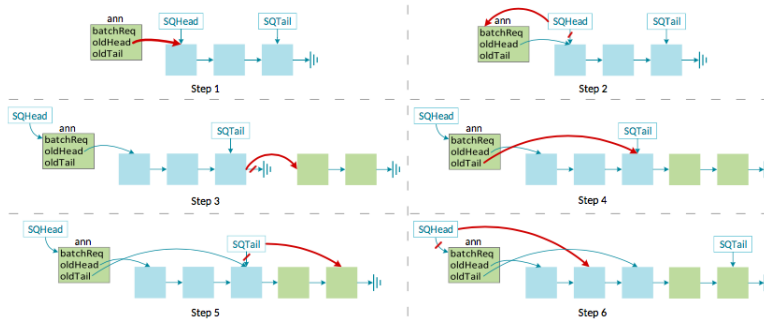 ann
SQHead
SQTail
batchReq
oldHead
oldTail
Step 1
ann
SQHead
SQTail
batchReq
oldHead
oldTail
Step 2
SQHead
ann
SQTail
batchReq
oldHead
oldTail
Step 3
SQHead
ann
SQTail
batchReq
oldHead
oldTail
Step 4
SQHead
ann
SQTail
batchReq
oldHead
oldTail
Step 5
SQHead
ann
SQTail
batchReq
oldHead
oldTail
Step 6